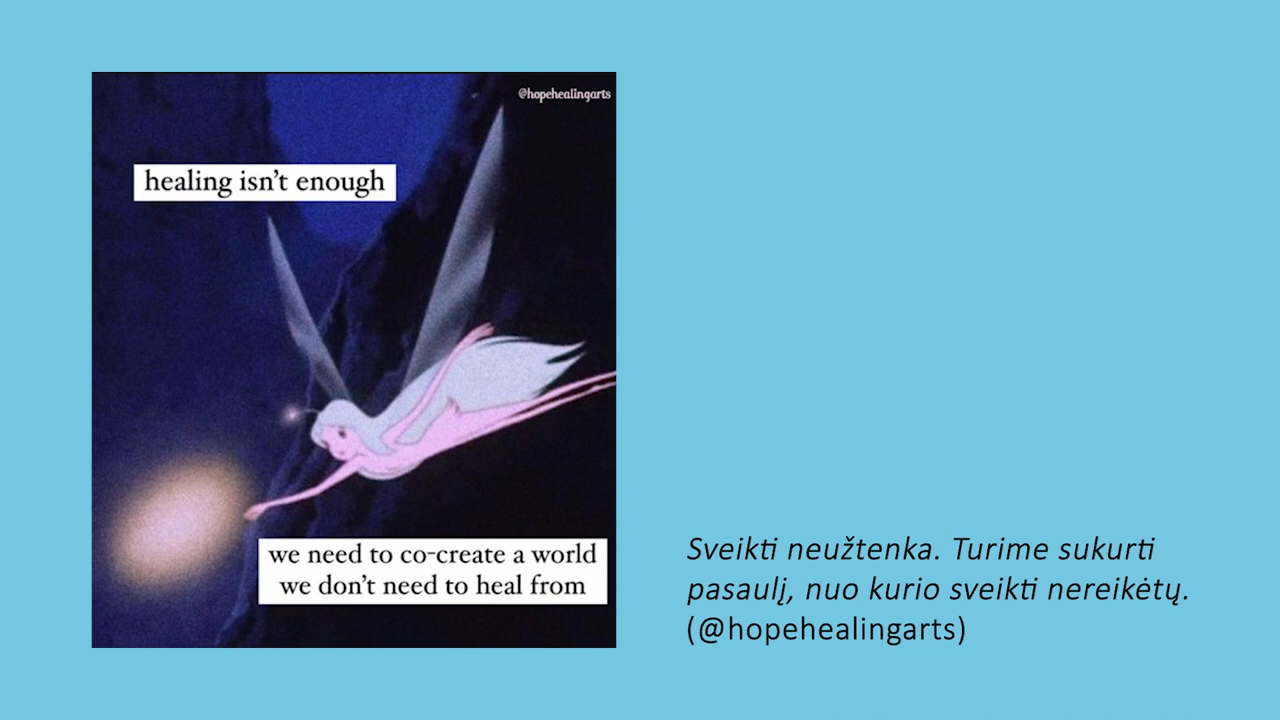 @hopehealingarts
healing isn't enough
we need to co-create a world
we don't need to heal from
Sveikti neužtenka. Turime sukurti
pasaulį, nuo kurio sveikti nereikėtų.
(@hopehealingarts)